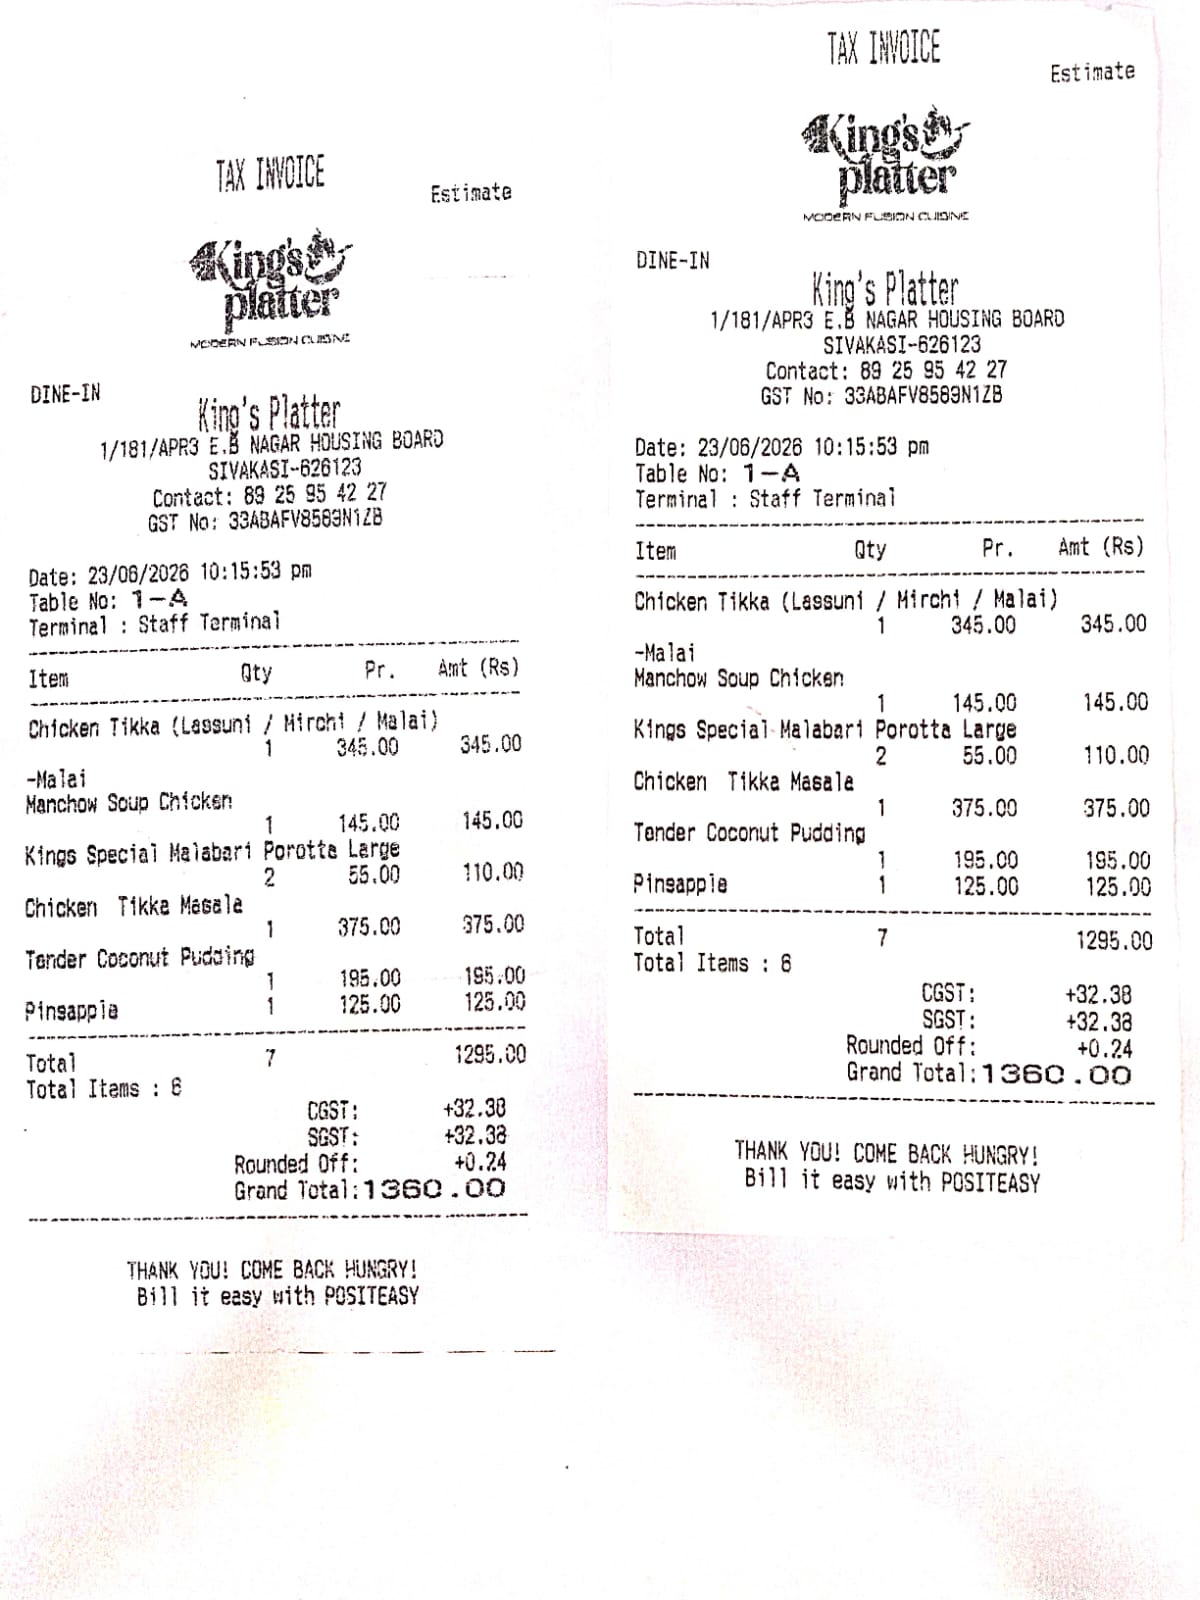 TAX INVOICE
Estimate
King's
platter
MODERN FUSION CUISINE
DINE-IN
King's Platter
1/181/APR3 E.B NAGAR HOUSING BOARD
SIVAKASI-626123
Contact: 89 25 95 42 27
GST No: 33ABAFV8589N1ZB
Date: 23/06/2026 10:15:53 pm
Table No: 1-A
Terminal : Staff Terminal
Item Qty Pr. Amt (Rs)
Chicken Tikka (Lassuni / Mirchi / Malai)
1 345.00 345.00
-Malai
Manchow Soup Chicken
1 145.00 145.00
Kings Special Malabari Porotta Large
2 55.00 110.00
Chicken Tikka Masala
1 375.00 375.00
Tender Coconut Pudding
1 195.00 195.00
Pinsapple 1 125.00 125.00
Total 7 1295.00
Total Items : 6
CGST: +32.38
SGST: +32.38
Rounded Off: +0.24
Grand Total: 1360.00
THANK YOU! COME BACK HUNGRY!
Bill it easy with POSITEASY
TAX INVOICE
Estimate
King's
platter
MODERN FUSION CUISINE
DINE-IN
King's Platter
1/181/APR3 E.B NAGAR HOUSING BOARD
SIVAKASI-626123
Contact: 89 25 95 42 27
GST No: 33ABAFV8589N1ZB
Date: 23/06/2026 10:15:53 pm
Table No: 1-A
Terminal : Staff Terminal
Item Qty Pr. Amt (Rs)
Chicken Tikka (Lassuni / Mirchi / Malai)
1 345.00 345.00
-Malai
Manchow Soup Chicken
1 145.00 145.00
Kings Special Malabari Porotta Large
2 55.00 110.00
Chicken Tikka Masala
1 375.00 375.00
Tender Coconut Pudding
1 195.00 195.00
Pinsapple 1 125.00 125.00
Total 7 1295.00
Total Items : 6
CGST: +32.38
SGST: +32.38
Rounded Off: +0.24
Grand Total: 1360.00
THANK YOU! COME BACK HUNGRY!
Bill it easy with POSITEASY